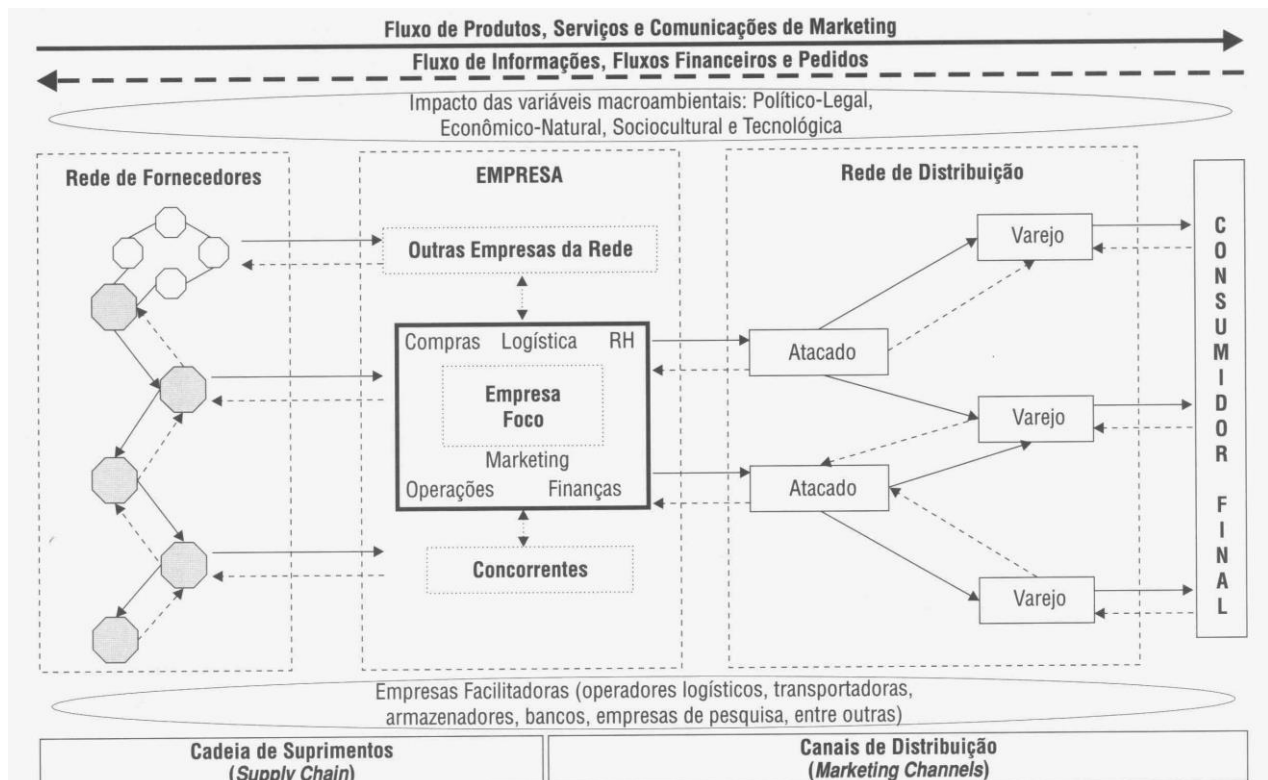 Fluxo de Produtos, Serviços e Comunicações de Marketing
Fluxo de Informações, Fluxos Financeiros e Pedidos
Impacto das variáveis macroambientais: Político-Legal,
Econômico-Natural, Sociocultural e Tecnológica
Rede de Fornecedores
EMPRESA
Outras Empresas da Rede
Compras Logística RH
Empresa
Foco
Marketing
Operações Finanças
Concorrentes
Rede de Distribuição
Varejo
Atacado
Varejo
Atacado
Varejo
CONSUMIDOR FINAL
Empresas Facilitadoras (operadores logísticos, transportadoras,
armazenadores, bancos, empresas de pesquisa, entre outras)
Cadeia de Suprimentos
(Supply Chain)
Canais de Distribuição
(Marketing Channels)